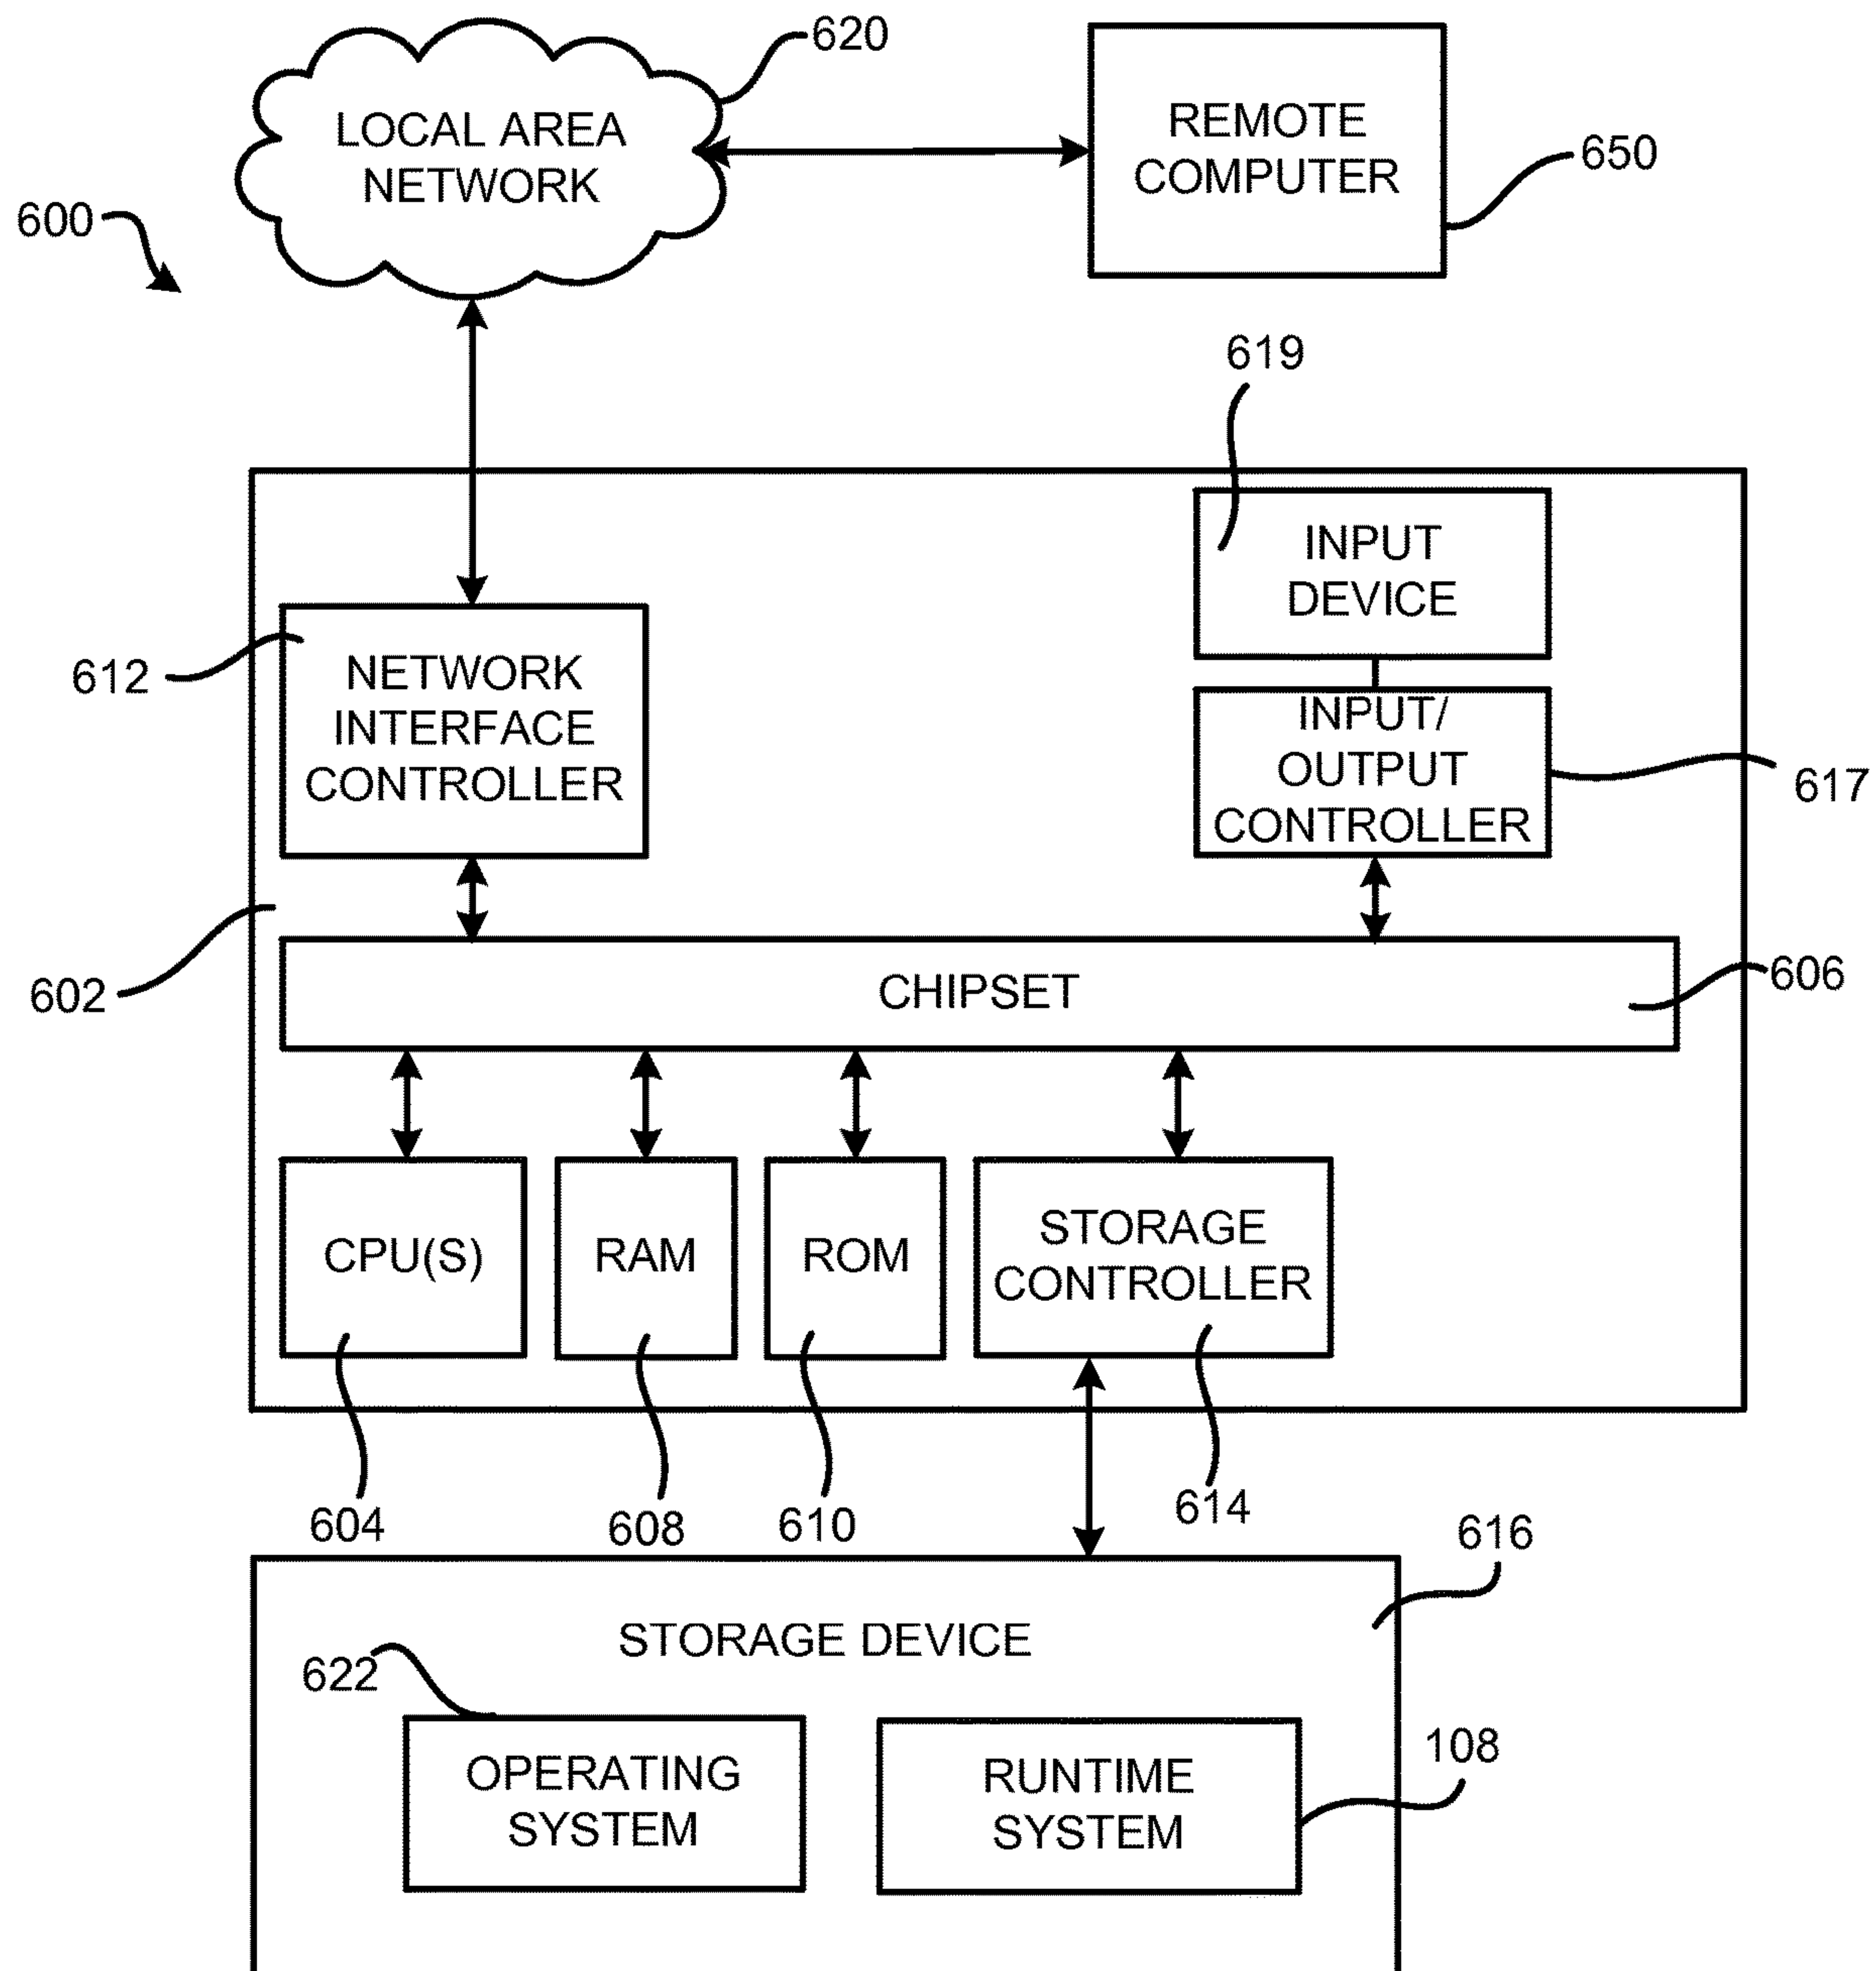 620
LOCAL AREA
NETWORK
REMOTE
COMPUTER
650
600
619
INPUT
DEVICE
612
NETWORK
INTERFACE
CONTROLLER
INPUT/
OUTPUT
CONTROLLER
617
602
CHIPSET
606
CPU(S)
RAM
ROM
STORAGE
CONTROLLER
604
608
610
614
616
STORAGE DEVICE
622
OPERATING
SYSTEM
RUNTIME
SYSTEM
108